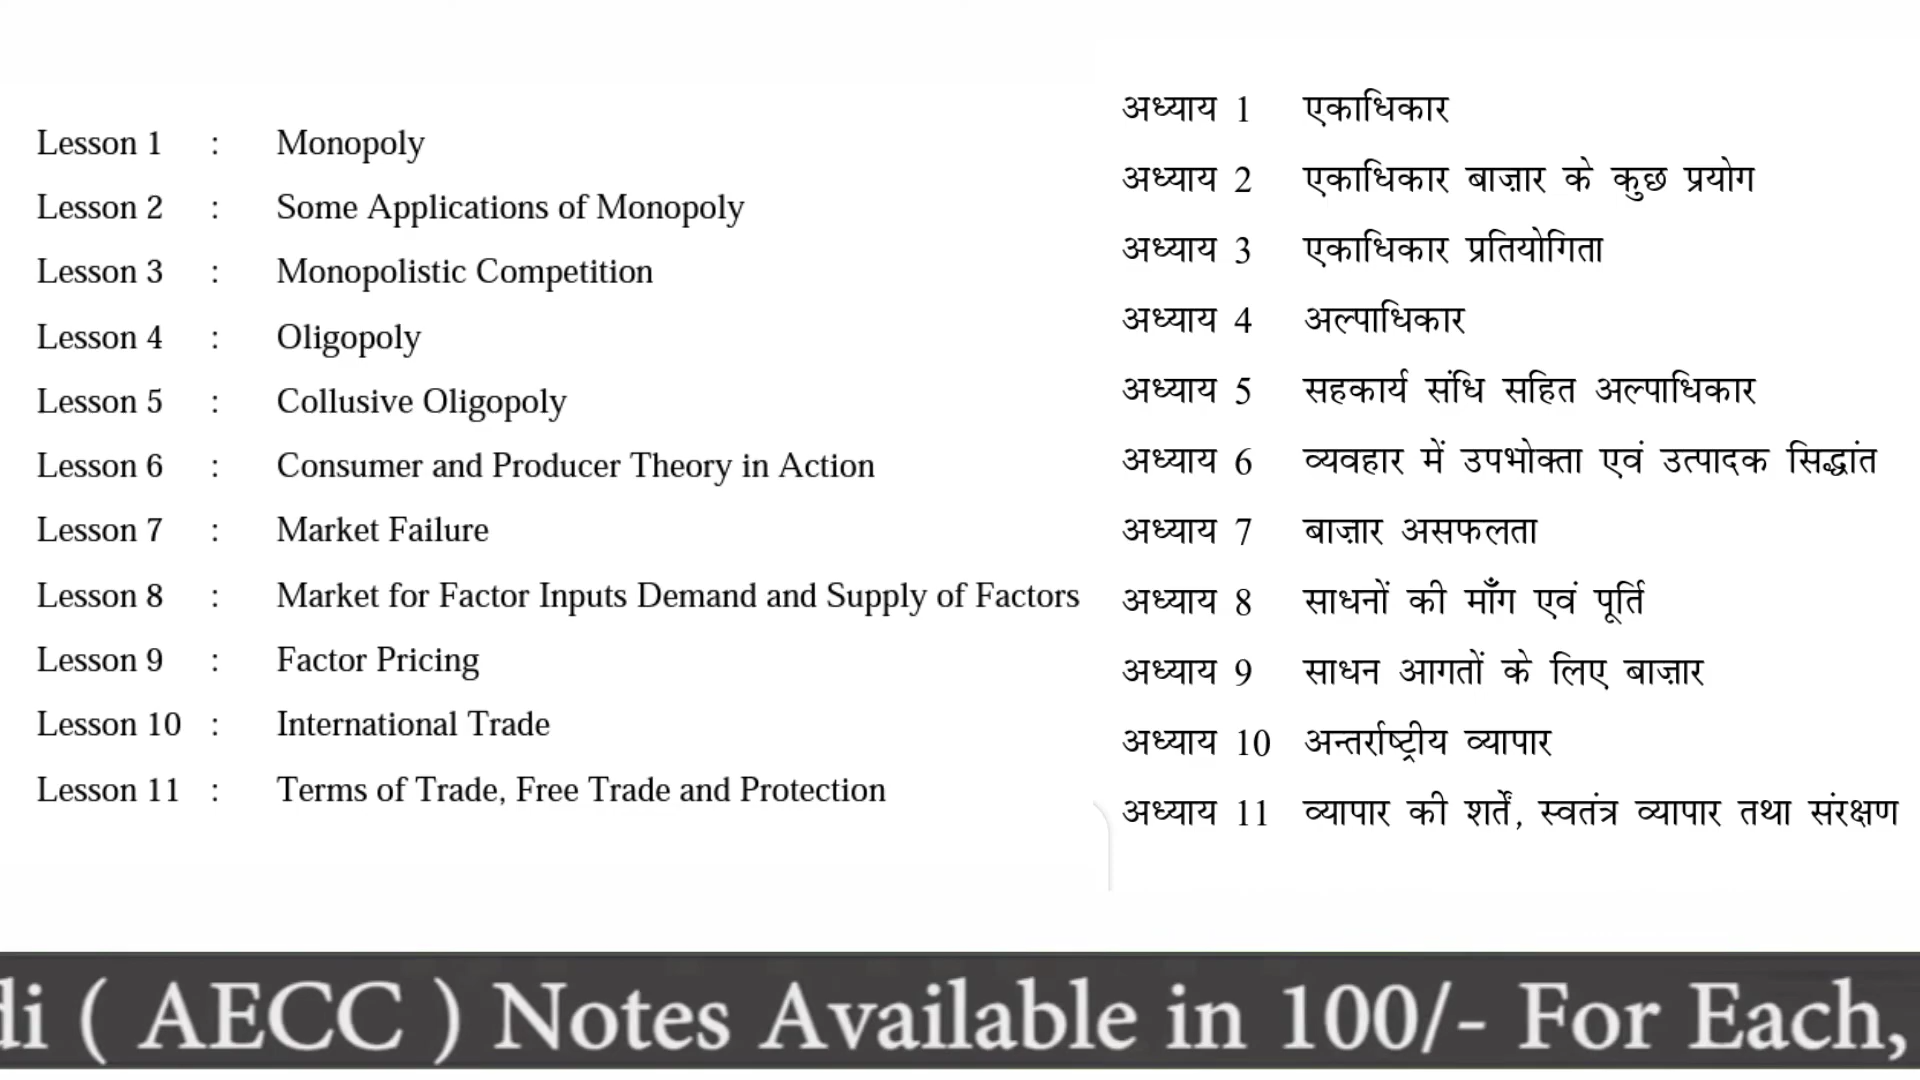 Lesson 1 : Monopoly
Lesson 2 : Some Applications of Monopoly
Lesson 3 : Monopolistic Competition
Lesson 4 : Oligopoly
Lesson 5 : Collusive Oligopoly
Lesson 6 : Consumer and Producer Theory in Action
Lesson 7 : Market Failure
Lesson 8 : Market for Factor Inputs Demand and Supply of Factors
Lesson 9 : Factor Pricing
Lesson 10 : International Trade
Lesson 11 : Terms of Trade, Free Trade and Protection
अध्याय 1 एकाधिकार
अध्याय 2 एकाधिकार बाज़ार के कुछ प्रयोग
अध्याय 3 एकाधिकार प्रतियोगिता
अध्याय 4 अल्पाधिकार
अध्याय 5 सहकार्य संधि सहित अल्पाधिकार
अध्याय 6 व्यवहार में उपभोक्ता एवं उत्पादक सिद्धांत
अध्याय 7 बाज़ार असफलता
अध्याय 8 साधनों की माँग एवं पूर्ति
अध्याय 9 साधन आगतों के लिए बाज़ार
अध्याय 10 अन्तर्राष्ट्रीय व्यापार
अध्याय 11 व्यापार की शर्तें, स्वतंत्र व्यापार तथा संरक्षण
( AECC ) Notes Available in 100/- For Each,